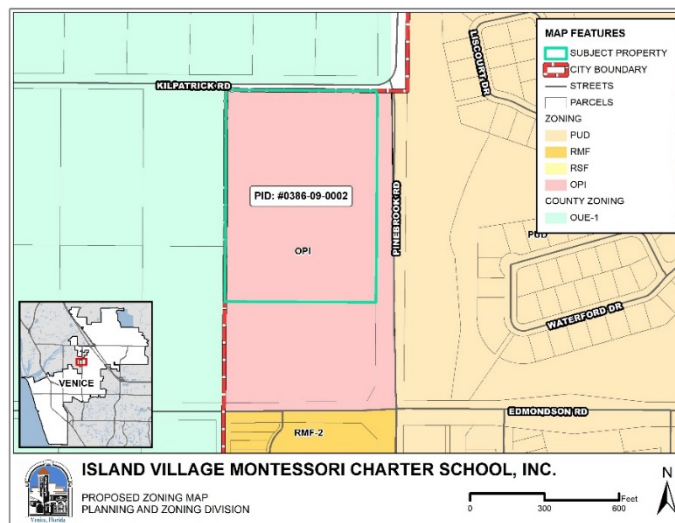 MAP FEATURES
SUBJECT PROPERTY
CITY BOUNDARY
STREETS
PARCELS
ZONING
PUD
RMF
RSF
OPI
COUNTY ZONING
OUE-1
LISCOURT DR
KILPATRICK RD
PID: #0386-09-0002
OPI
PINEBROOK RD
PUD
WATERFORD DR
VENICE
EDMONDSON RD
RMF-2
ISLAND VILLAGE MONTESSORI CHARTER SCHOOL, INC.
PROPOSED ZONING MAP
PLANNING AND ZONING DIVISION
Venice, Florida
0 300 600 Feet
N